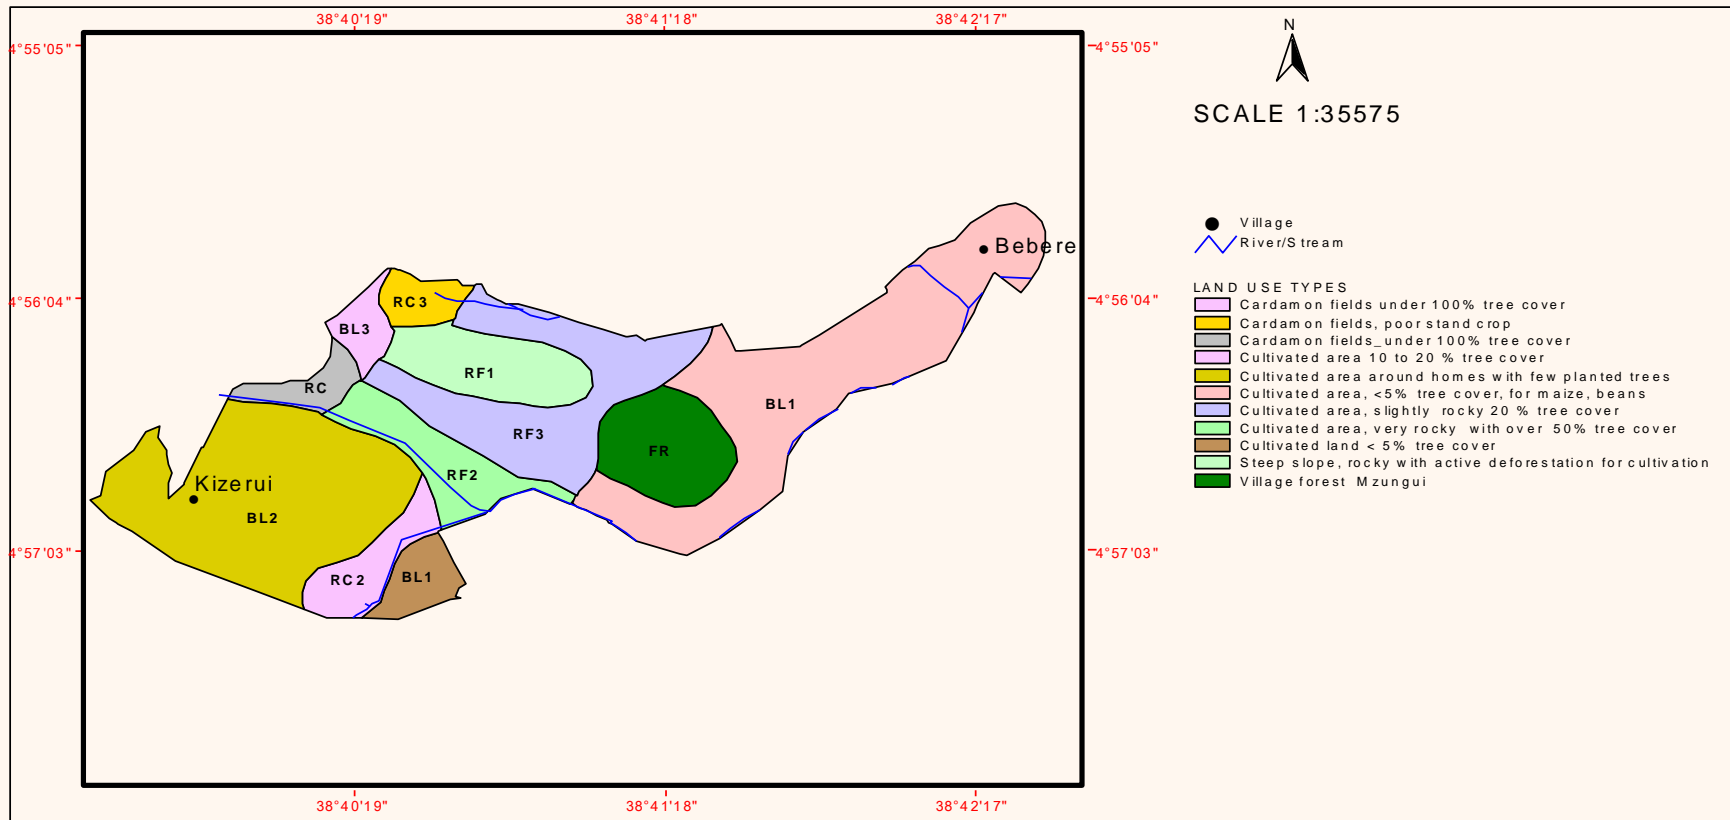 38°40'19" 38°41'18" 38°42'17"
4°55'05" 4°55'05"
N
SCALE 1:35575
Village
River/Stream
Bebere
LAND USE TYPES
4°56'04" 4°56'04"
Cardamon fields under 100% tree cover
Cardamon fields, poor stand crop
Cardamon fields_under 100% tree cover
Cultivated area 10 to 20 % tree cover
Cultivated area around homes with few planted trees
Cultivated area, <5% tree cover, for maize, beans
Cultivated area, slightly rocky 20 % tree cover
Cultivated area, very rocky with over 50% tree cover
Cultivated land < 5% tree cover
Steep slope, rocky with active deforestation for cultivation
Village forest Mzungui
RC3
BL3
RF1
RC
BL1
RF3
FR
RF2
Kizerui
BL2
4°57'03" 4°57'03"
RC2
BL1
38°40'19" 38°41'18" 38°42'17"